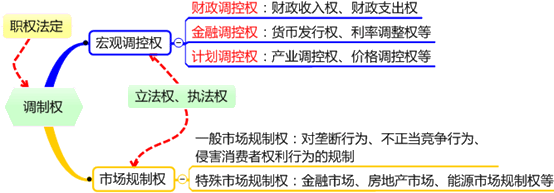 职权法定
调制权
宏观调控权
财政调控权：财政收入权、财政支出权
金融调控权：货币发行权、利率调整权等
计划调控权：产业调控权、价格调控权等
立法权、执法权
市场规制权
一般市场规制权：对垄断行为、不正当竞争行为、
侵害消费者权利行为的规制
特殊市场规制权：金融市场、房地产市场、能源市场规制权等